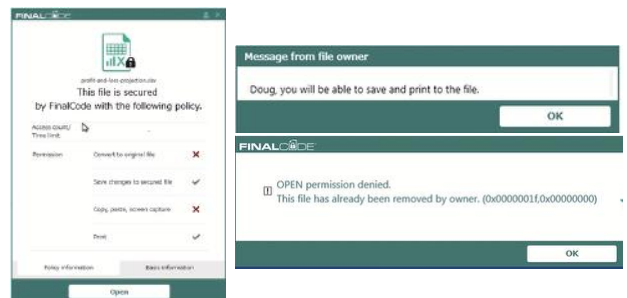 FINALCODE
profit-and-loss-projection.xlsx
This file is secured
by FinalCode with the following policy.
Access count/
Time limit
Permission
Convert to original file
Save changes to secured file
Copy, paste, screen capture
Print
Policy information
Basic information
Open
Message from file owner
Doug, you will be able to save and print to the file.
OK
FINALCODE
OPEN permission denied.
This file has already been removed by owner. (0x0000001f,0x00000000)
OK